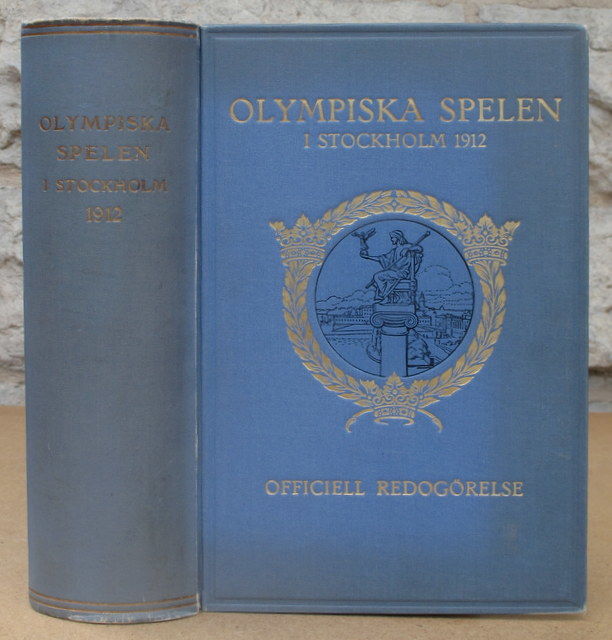 OLYMPISKA
SPELEN
I STOCKHOLM
1912
OLYMPISKA SPELEN
I STOCKHOLM 1912
OFFICIELL REDOGÖRELSE